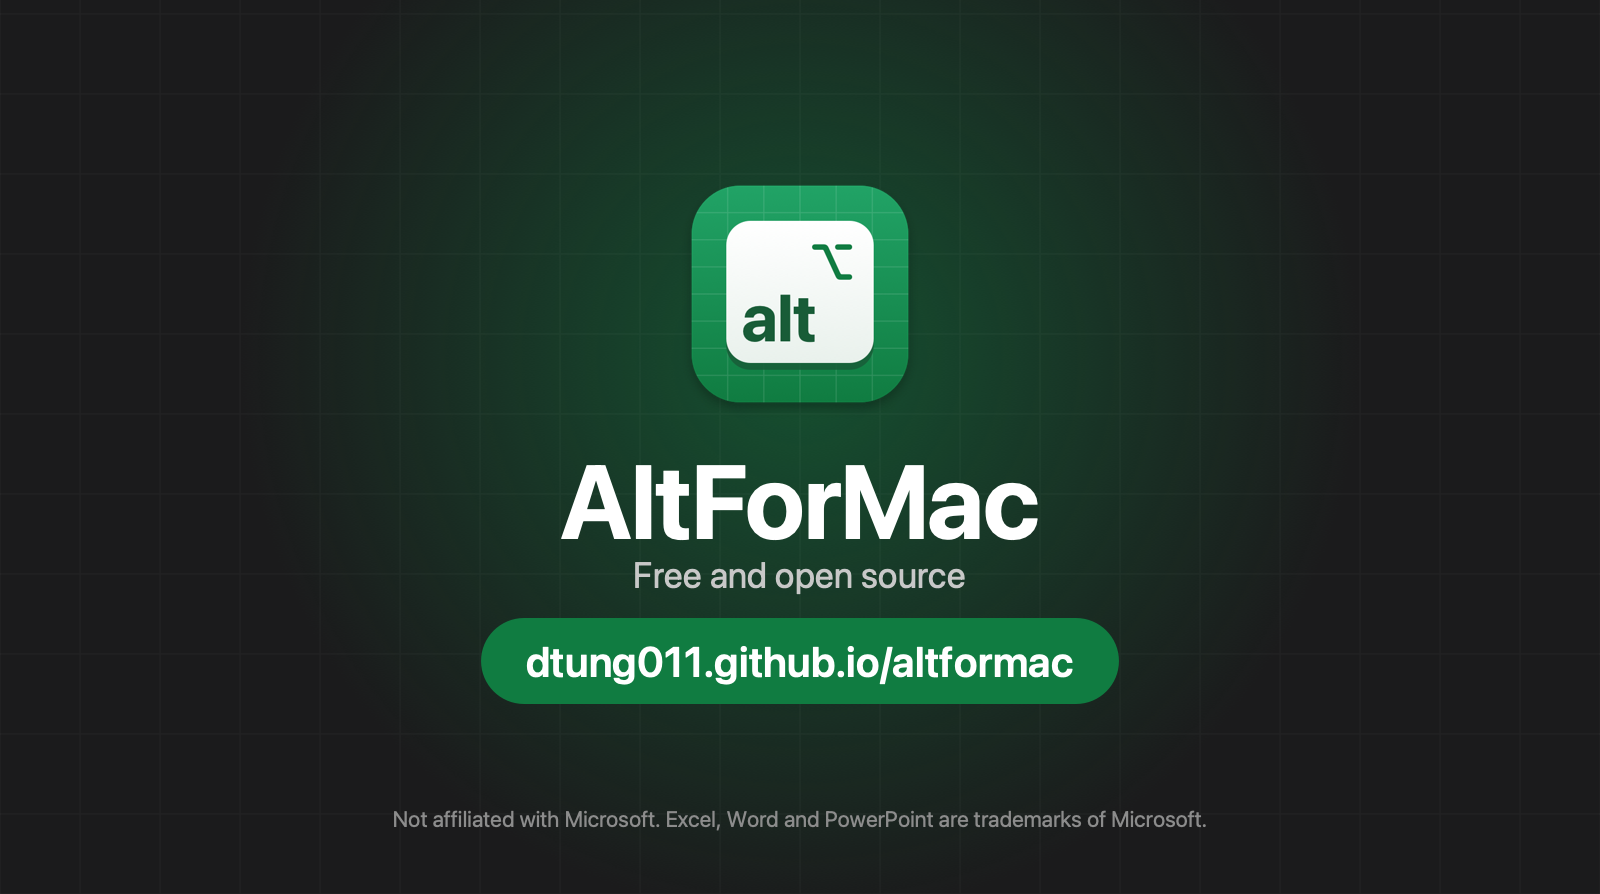 ⌥
alt
AltForMac
Free and open source
dtung011.github.io/altformac
Not affiliated with Microsoft. Excel, Word and PowerPoint are trademarks of Microsoft.